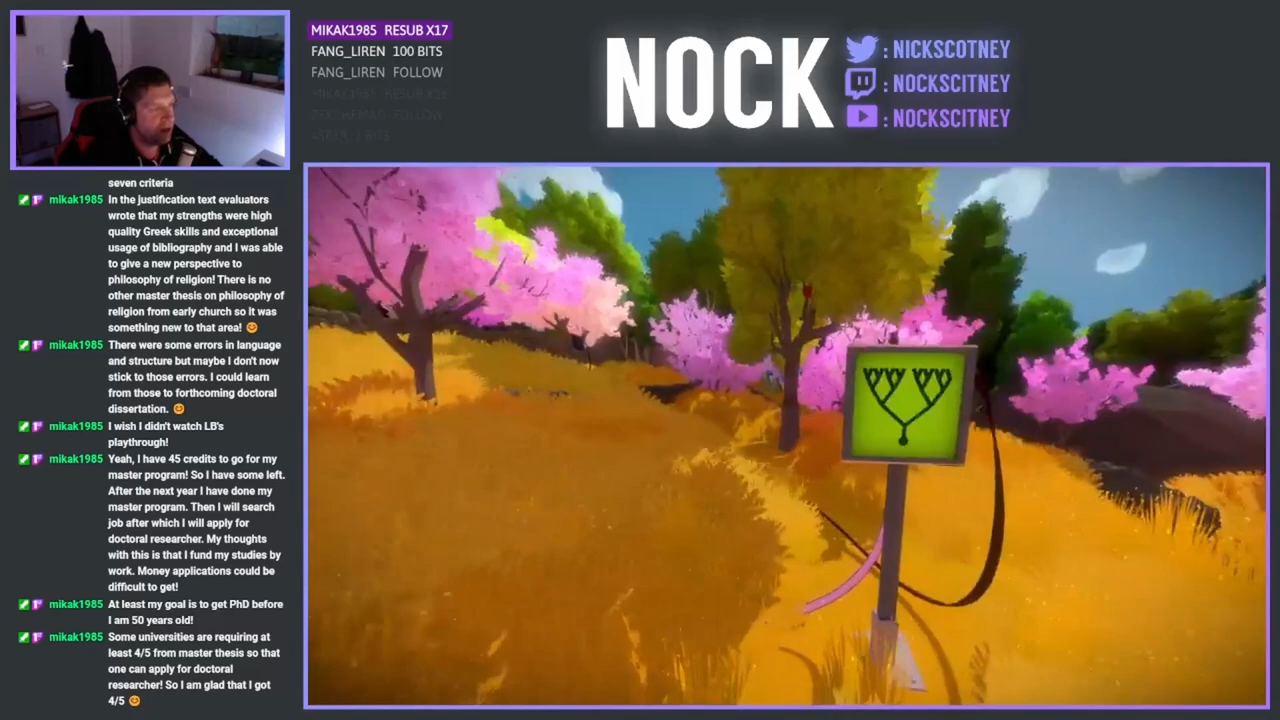 MIKAK1985 RESUB X17
FANG_LIREN 100 BITS
FANG_LIREN FOLLOW
MIKAK1985 RESUB X16
NOCK
: NICKSCOTNEY
: NOCKSCITNEY
: NOCKSCITNEY
seven criteria
mikak1985 In the justification text evaluators
wrote that my strengths were high
quality Greek skills and exceptional
usage of bibliography and I was able
to give a new perspective to
philosophy of religion! There is no
other master thesis on philosophy of
religion from early church so it was
something new to that area! 😊
mikak1985 There were some errors in language
and structure but maybe I don't now
stick to those errors. I could learn
from those to forthcoming doctoral
dissertation. 😊
mikak1985 I wish I didn't watch LB's
playthrough!
mikak1985 Yeah, I have 45 credits to go for my
master program! So I have some left.
After the next year I have done my
master program. Then I will search
job after which I will apply for
doctoral researcher. My thoughts
with this is that I fund my studies by
work. Money applications could be
difficult to get!
mikak1985 At least my goal is to get PhD before
I am 50 years old!
mikak1985 Some universities are requiring at
least 4/5 from master thesis so that
one can apply for doctoral
researcher! So I am glad that I got
4/5 😊